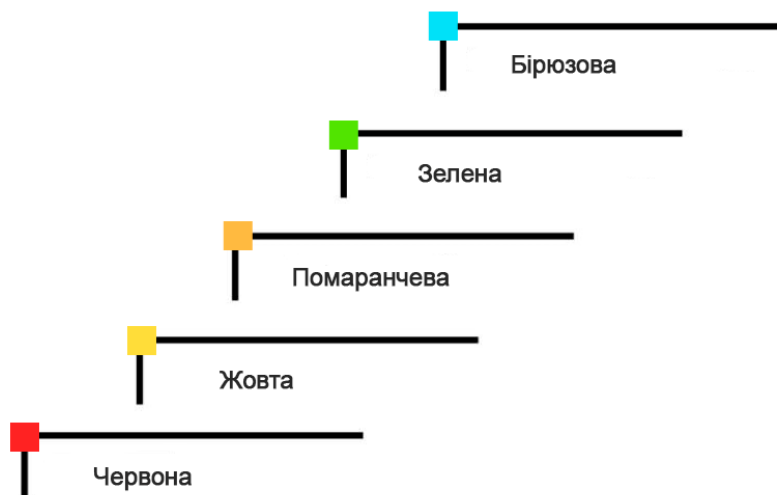 Бірюзова
Зелена
Помаранчева
Жовта
Червона